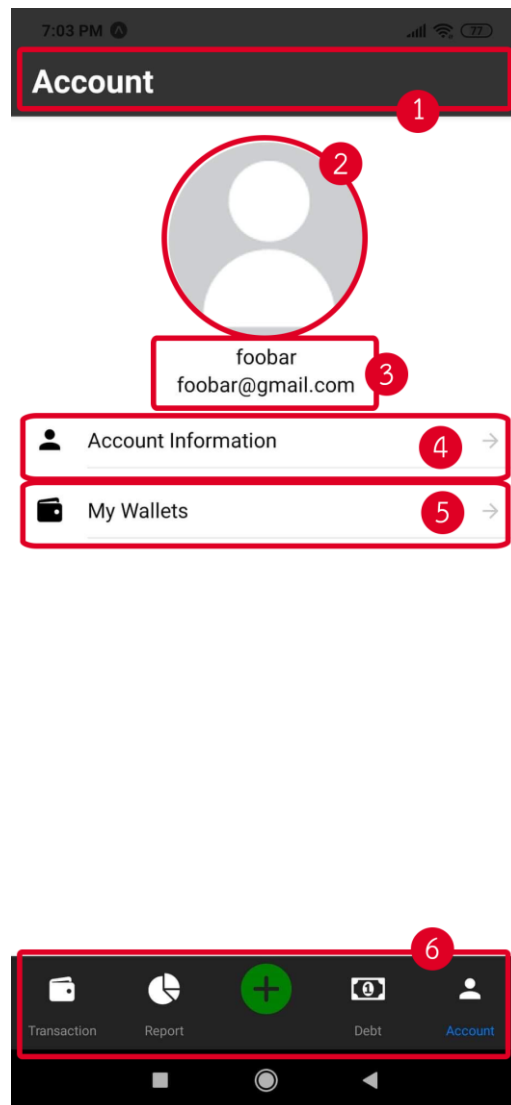 7:03 PM
77
Account
1
2
foobar
foobar@gmail.com
3
Account Information
4
My Wallets
5
6
Transaction
Report
Debt
Account